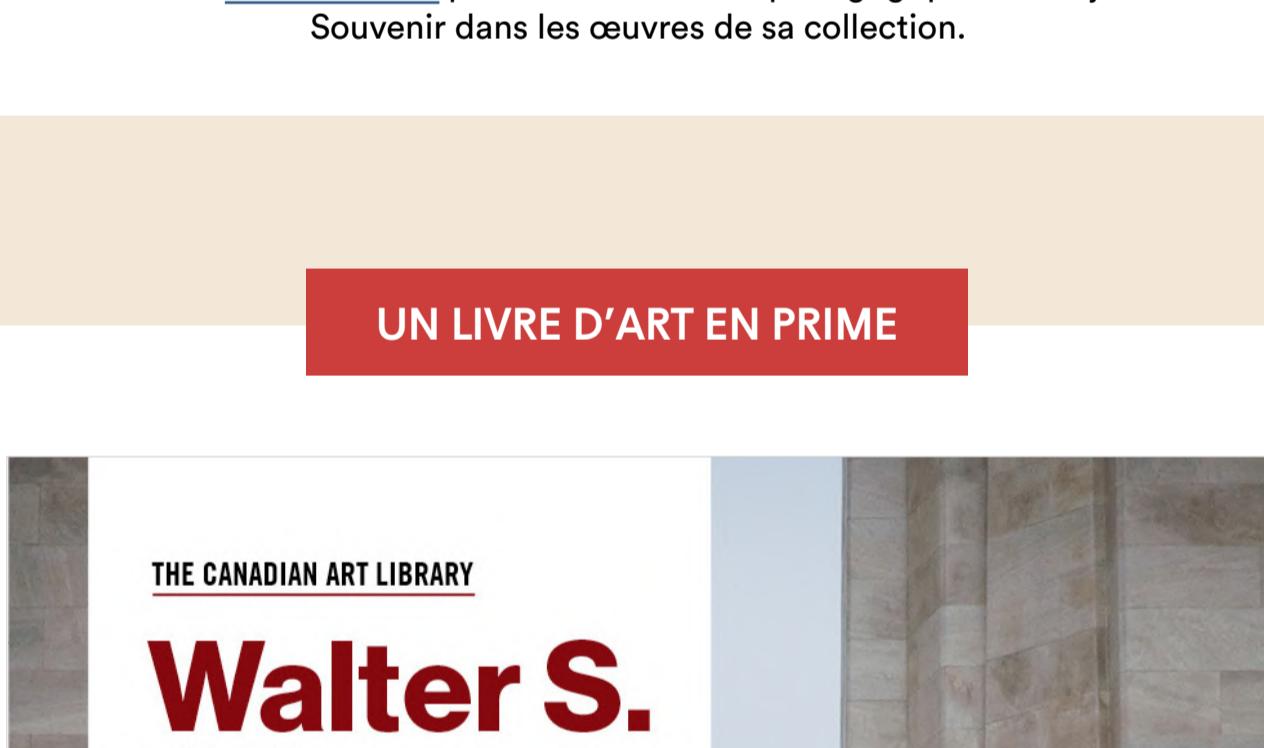 Souvenir dans les œuvres de sa collection.
UN LIVRE D’ART EN PRIME
THE CANADIAN ART LIBRARY
Walter S.